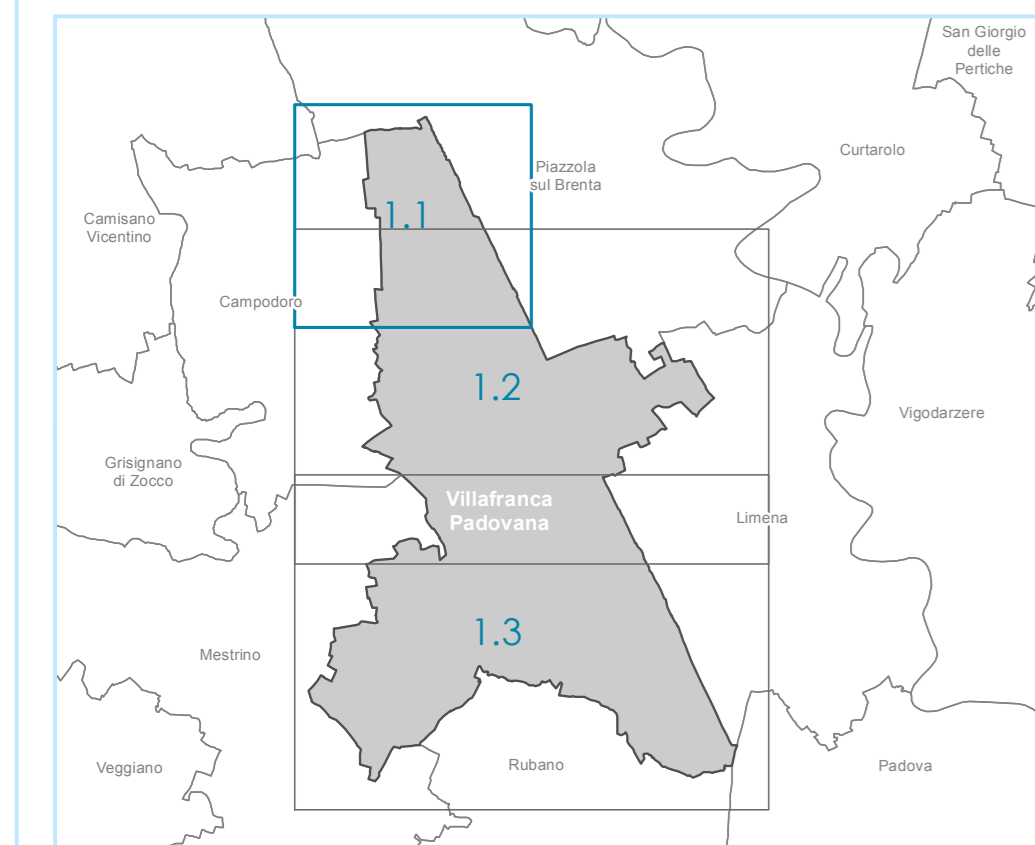 San Giorgio
delle
Pertiche
Curtarolo
Piazzola
sul Brenta
Camisano
Vicentino
1.1
Campodoro
1.2
Vigodarzere
Grisignano
di Zocco
Villafranca
Padovana
Limena
1.3
Mestrino
Veggiano
Rubano
Padova